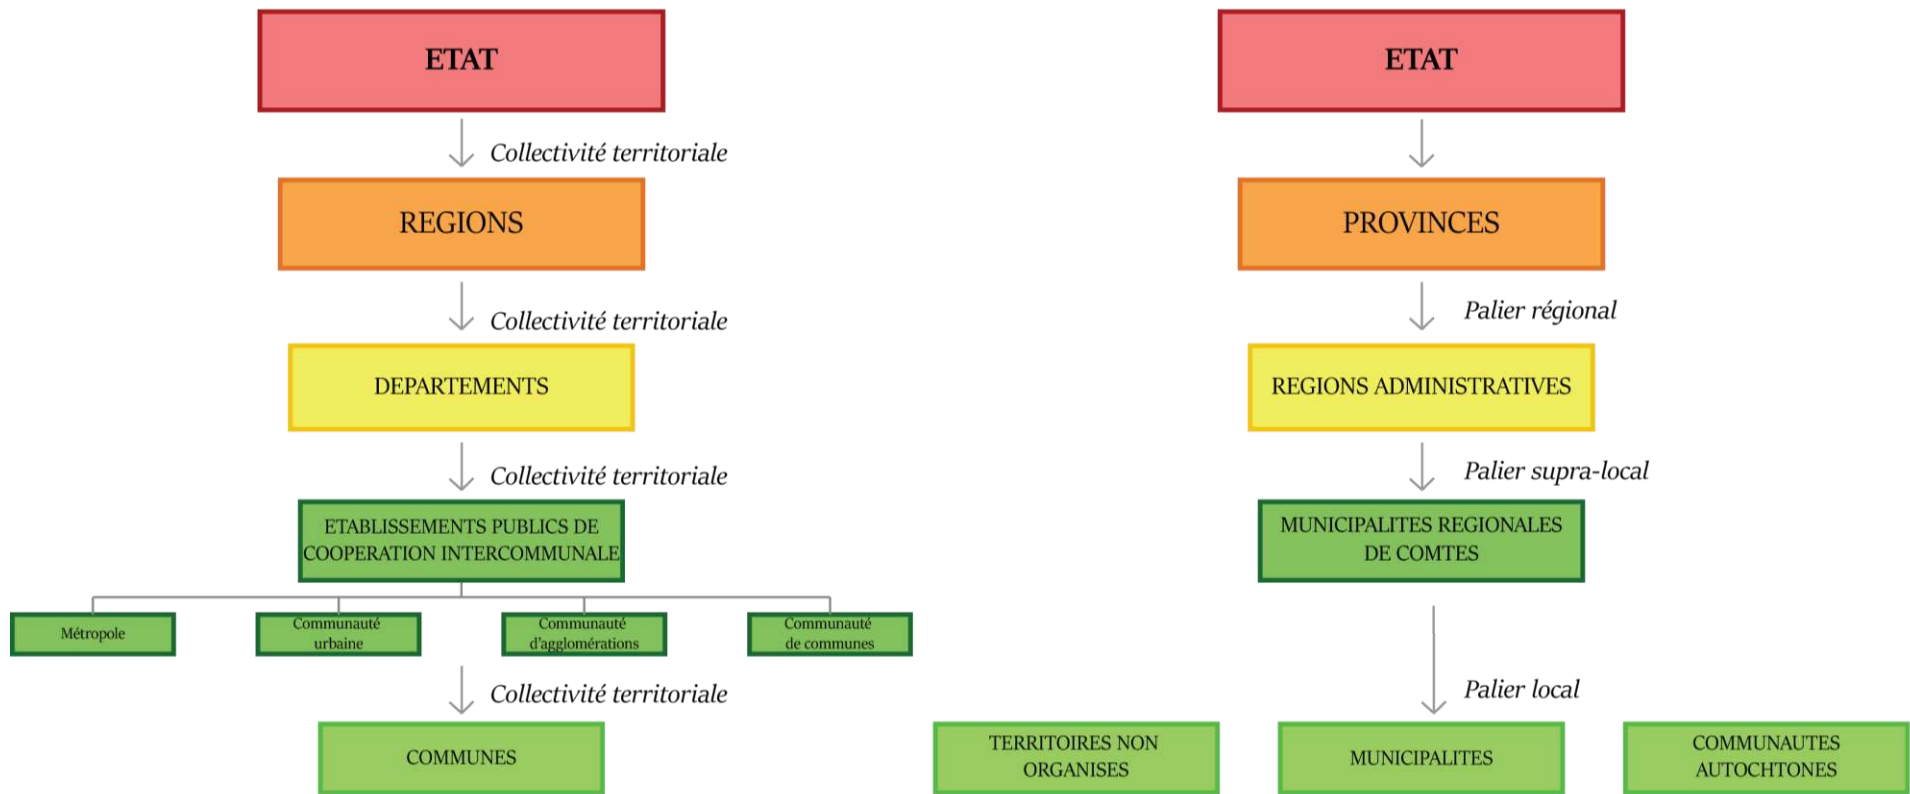 ETAT
Collectivité territoriale
REGIONS
Collectivité territoriale
DEPARTEMENTS
Collectivité territoriale
ETABLISSEMENTS PUBLICS DE
COOPERATION INTERCOMMUNALE
Métropole
Communauté
urbaine
Communauté
d'agglomérations
Communauté
de communes
Collectivité territoriale
COMMUNES
ETAT
PROVINCES
Palier régional
REGIONS ADMINISTRATIVES
Palier supra-local
MUNICIPALITES REGIONALES
DE COMTES
Palier local
TERRITOIRES NON
ORGANISES
MUNICIPALITES
COMMUNAUTES
AUTOCHTONES